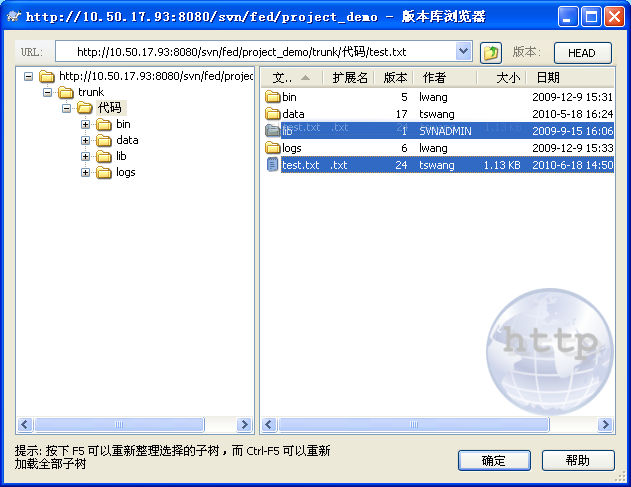 http://10.50.17.93:8080/svn/fed/project_demo - 版本库浏览器
URL: http://10.50.17.93:8080/svn/fed/project_demo/trunk/代码/test.txt 版本: HEAD
http://10.50.17.93:8080/svn/fed/projec
trunk
代码
bin
data
lib
logs
文.. 扩展名 版本 作者 大小 日期
bin 5 lwang 2009-12-9 15:31
data 17 tswang 2010-5-18 16:24
lib 1 SVNADMIN 2009-9-15 16:06
test.txt .txt 1.13 KB
logs 6 lwang 2009-12-9 15:33
test.txt .txt 24 tswang 1.13 KB 2010-6-18 14:50
http
提示: 按下 F5 可以重新整理选择的子树，而 Ctrl-F5 可以重新
加载全部子树
确定 帮助